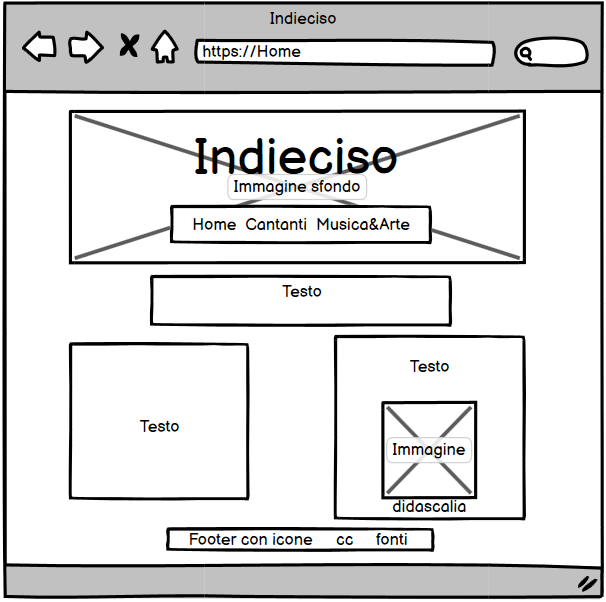 Indieciso
https://Home
Indieciso
Immagine sfondo
Home Cantanti Musica&Arte
Testo
Testo
Testo
Immagine
didascalia
Footer con icone cc fonti